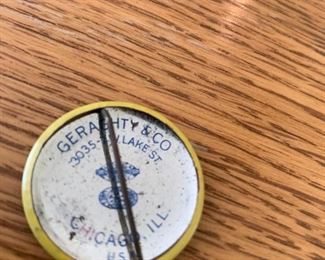 GERAGHTY & CO
LAKE ST.
CHICAGO, ILL.
U.S.A.